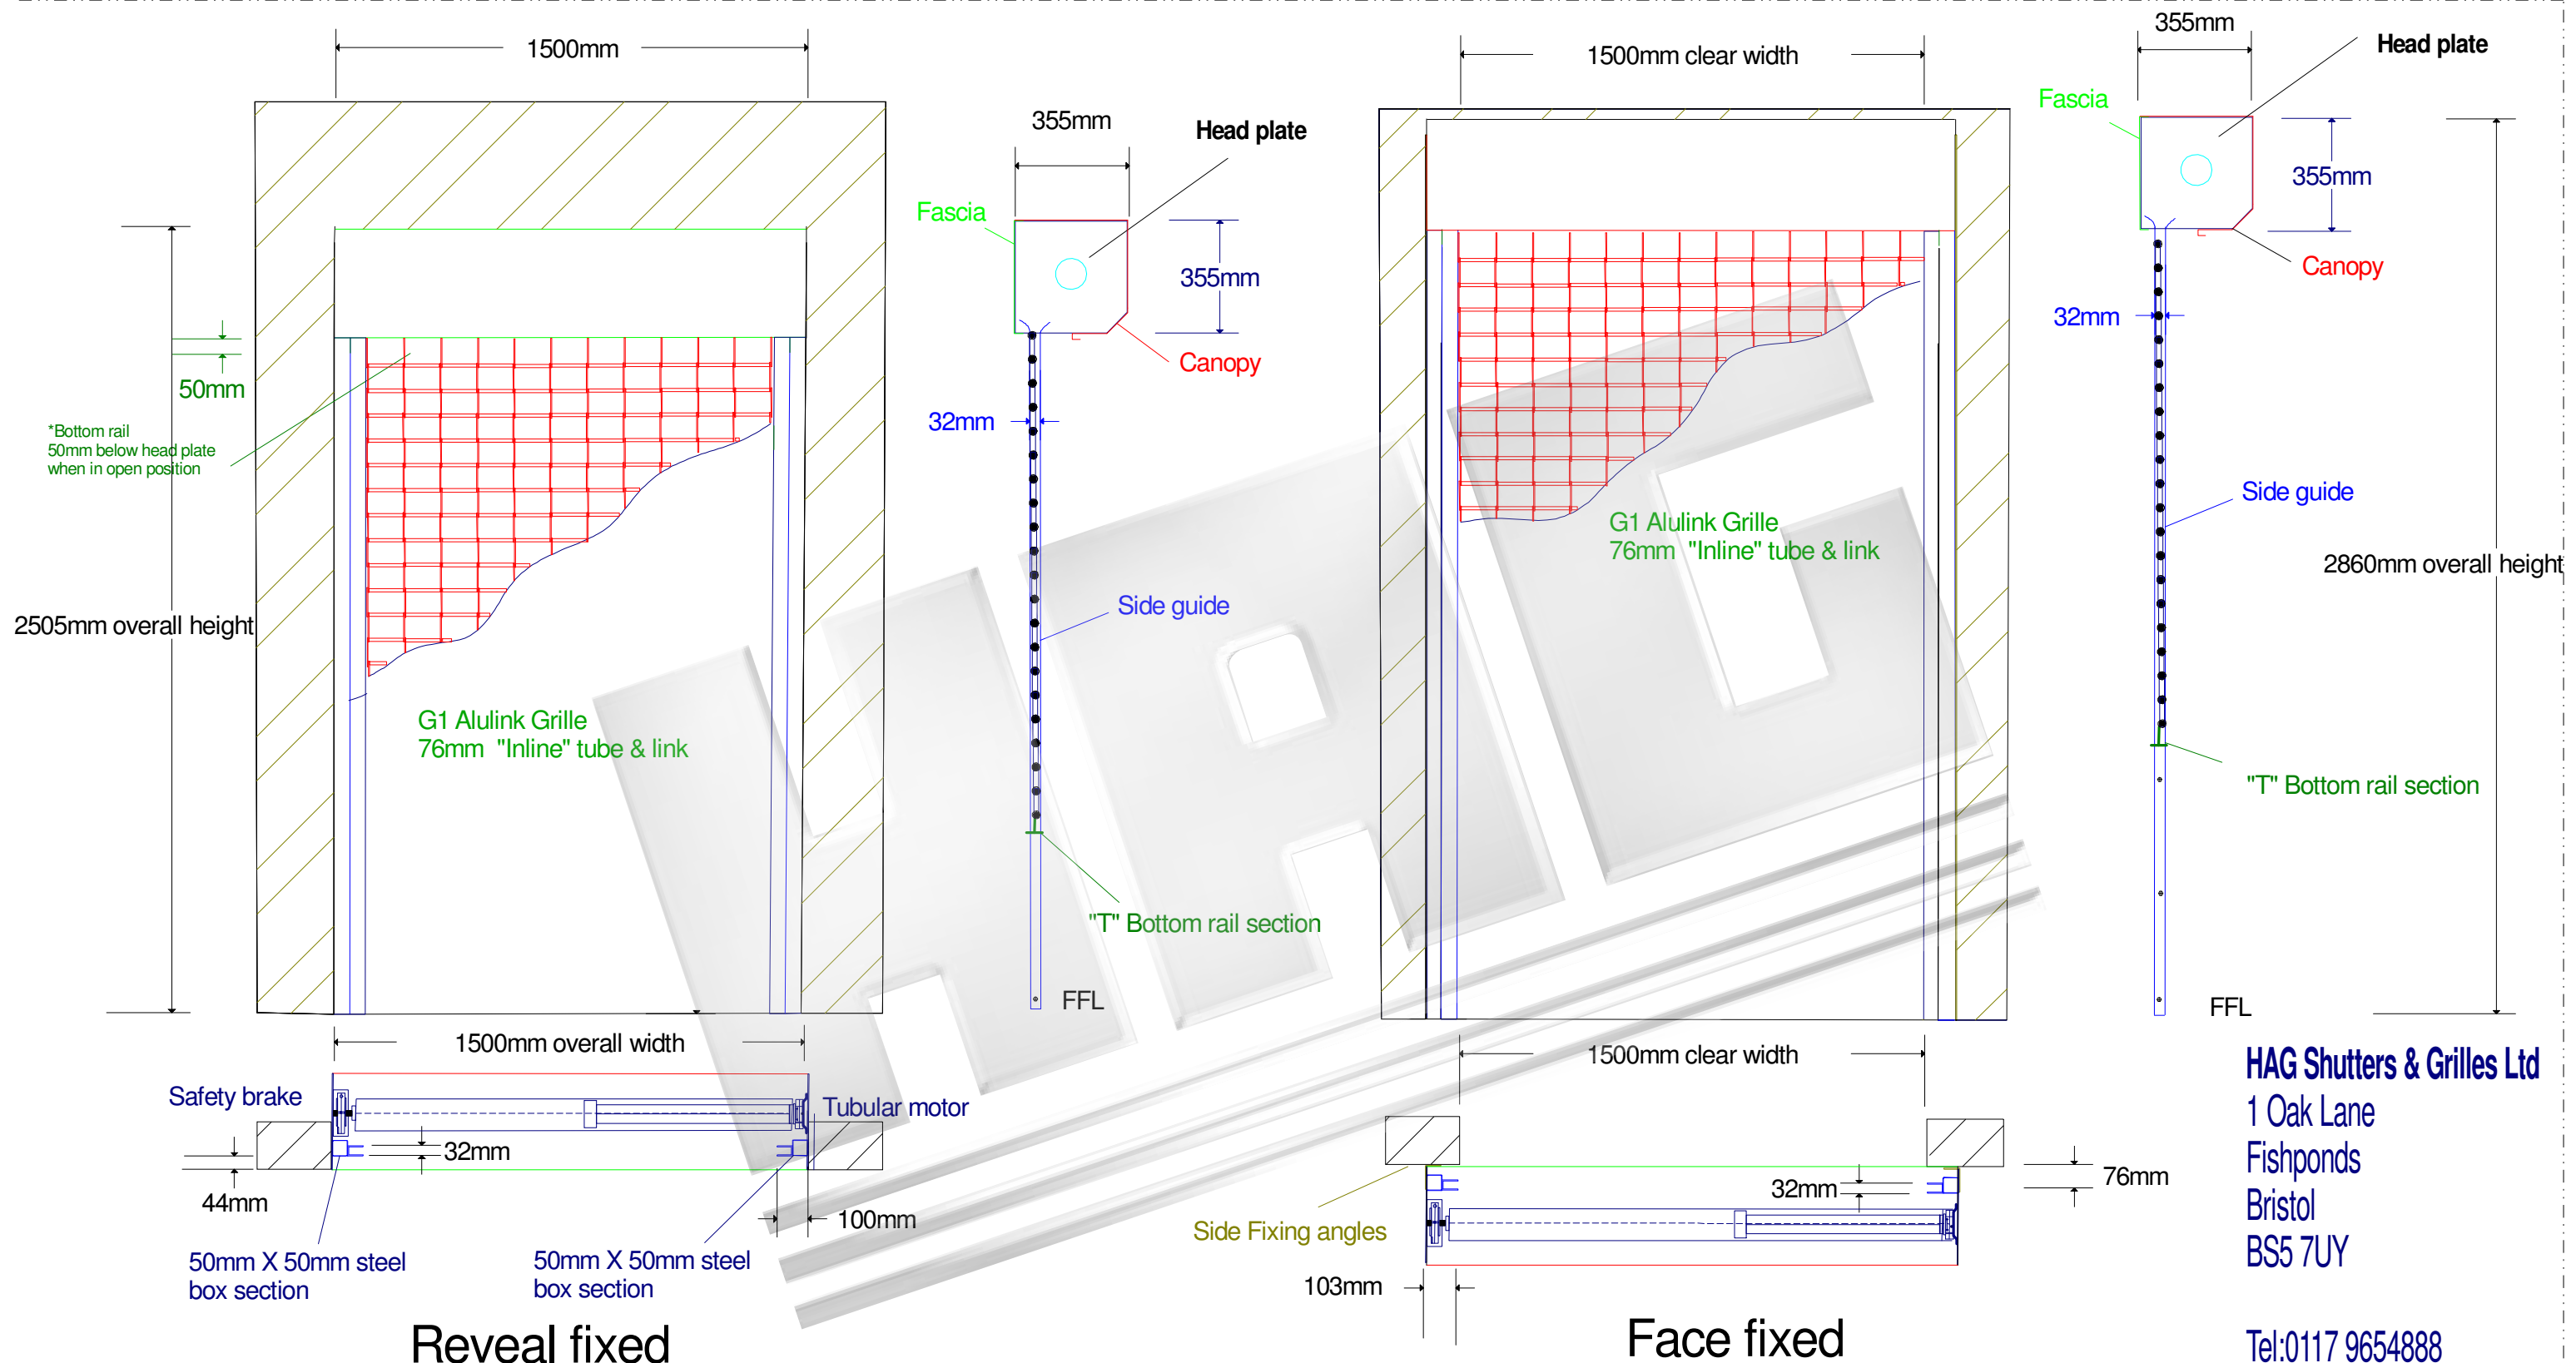 1500mm
355mm
Head plate
Fascia
355mm
Canopy
50mm
*Bottom rail
50mm below head plate
when in open position
32mm
Side guide
2505mm overall height
G1 Alulink Grille
76mm "Inline" tube & link
"T" Bottom rail section
FFL
1500mm overall width
Safety brake
Tubular motor
32mm
44mm
100mm
50mm X 50mm steel
box section
50mm X 50mm steel
box section
Reveal fixed
1500mm clear width
355mm
Head plate
Fascia
355mm
Canopy
32mm
Side guide
G1 Alulink Grille
76mm "Inline" tube & link
2860mm overall height
"T" Bottom rail section
FFL
1500mm clear width
76mm
32mm
Side Fixing angles
103mm
Face fixed
HAG Shutters & Grilles Ltd
1 Oak Lane
Fishponds
Bristol
BS5 7UY
Tel:0117 9654888
HAG